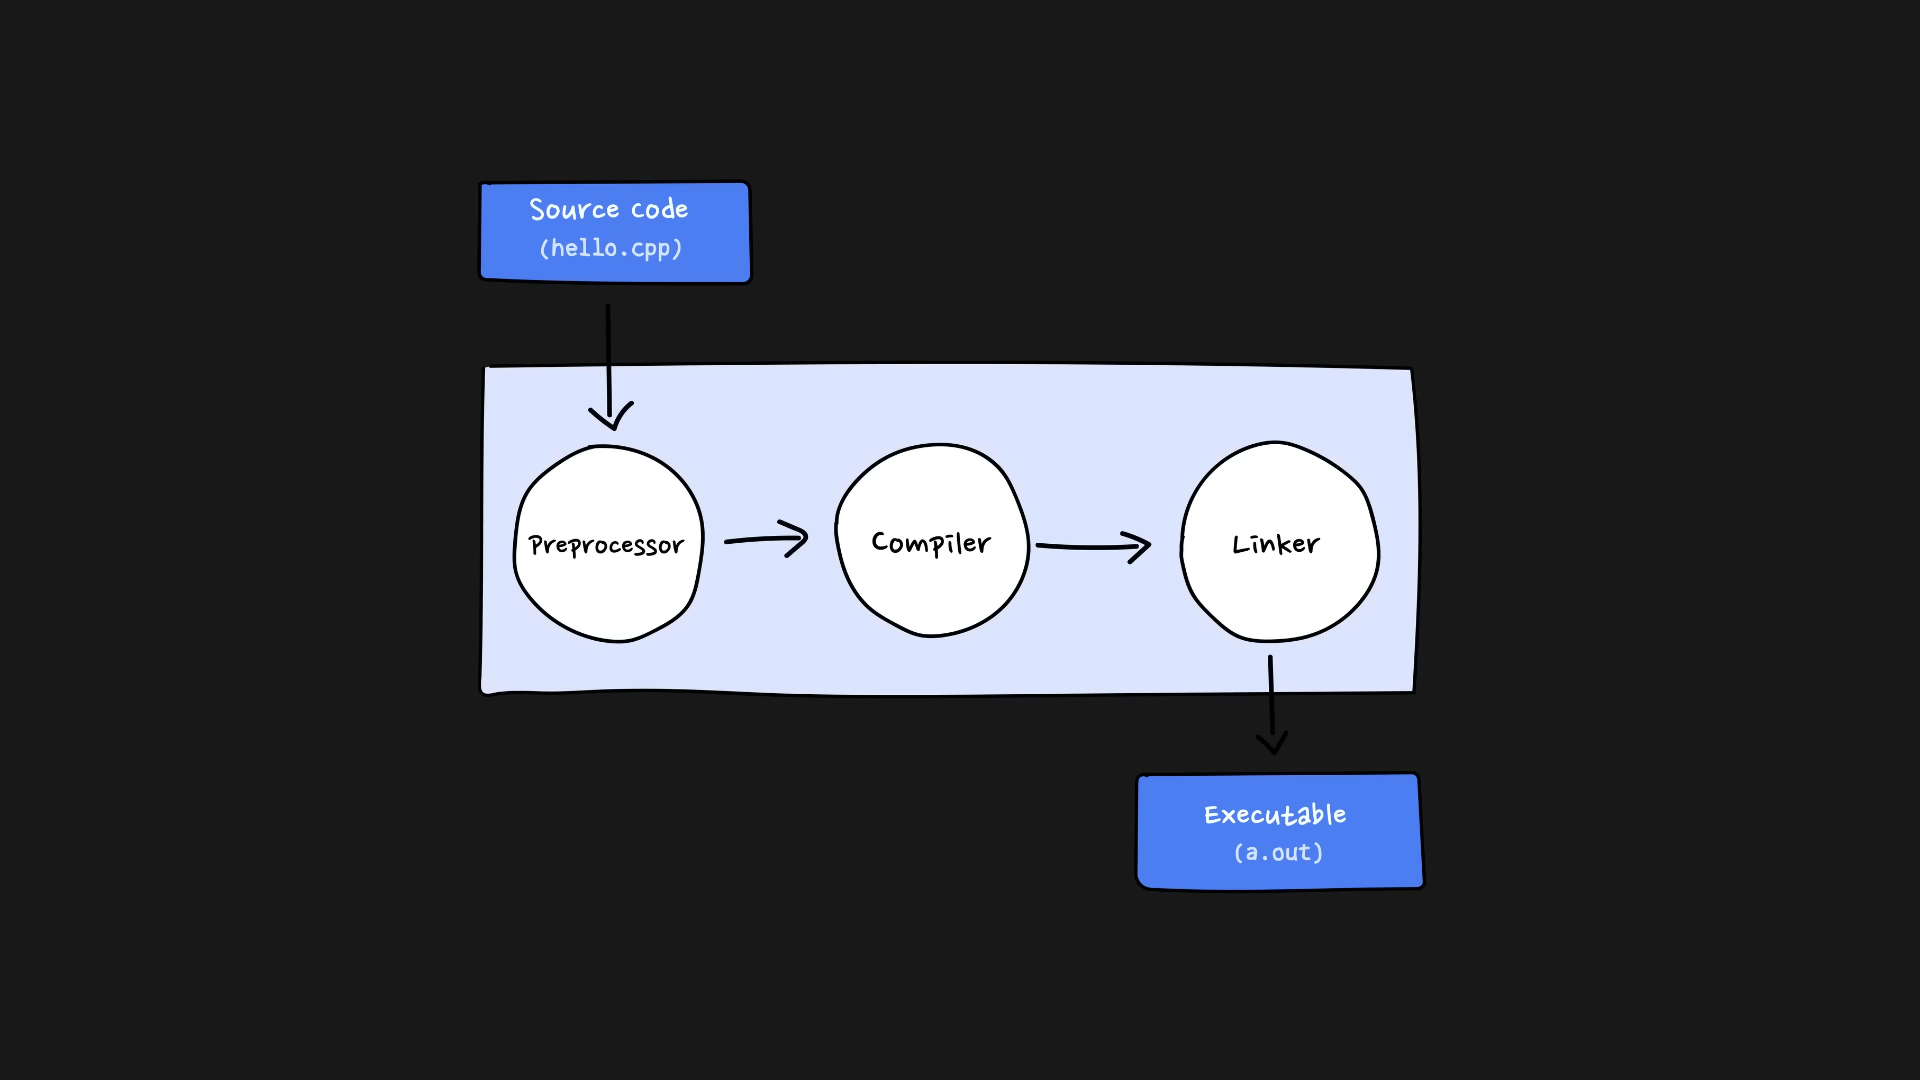 Source code
(hello.cpp)
Preprocessor
Compiler
Linker
Executable
(a.out)